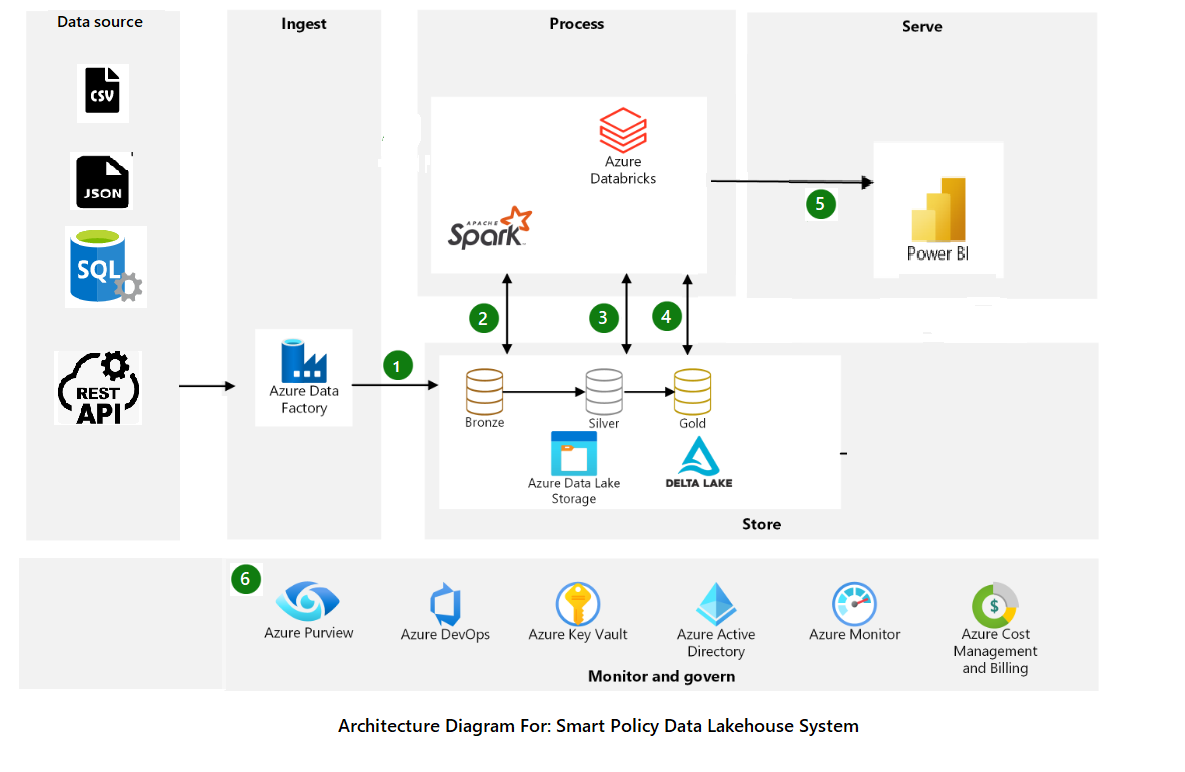 Data source
Ingest
Process
Serve
CSV
JSON
SQL
REST
API
Azure
Databricks
APACHE
Spark
TM
5
Power BI
2
3
4
1
Azure Data
Factory
Bronze
Silver
Gold
Azure Data Lake
Storage
DELTA LAKE
Store
6
Azure Purview
Azure DevOps
Azure Key Vault
Azure Active
Directory
Azure Monitor
$
Azure Cost
Management
and Billing
Monitor and govern
Architecture Diagram For: Smart Policy Data Lakehouse System